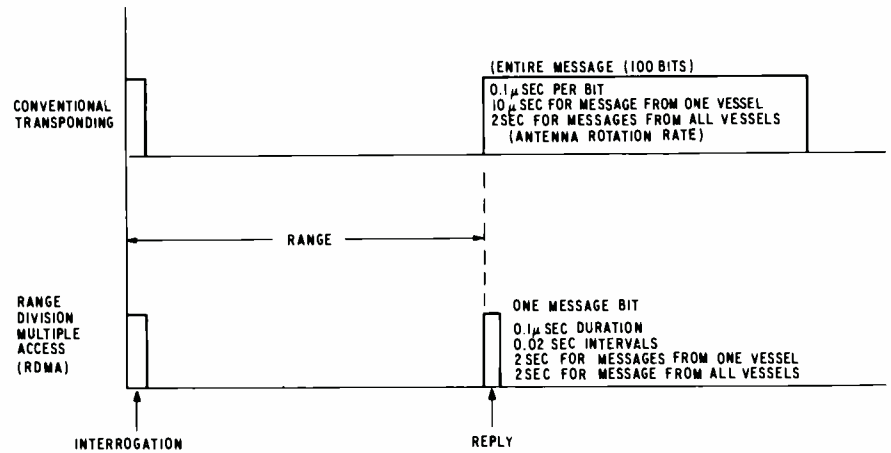 (ENTIRE MESSAGE (100 BITS)
CONVENTIONAL
TRANSPONDING
0.1µ SEC PER BIT
10µ SEC FOR MESSAGE FROM ONE VESSEL
2SEC FOR MESSAGES FROM ALL VESSELS
(ANTENNA ROTATION RATE)
RANGE
RANGE
DIVISION
MULTIPLE
ACCESS
(RDMA)
ONE MESSAGE BIT
0.1µ SEC DURATION
0.02 SEC INTERVALS
2 SEC FOR MESSAGES FROM ONE VESSEL
2SEC FOR MESSAGE FROM ALL VESSELS
INTERROGATION
REPLY